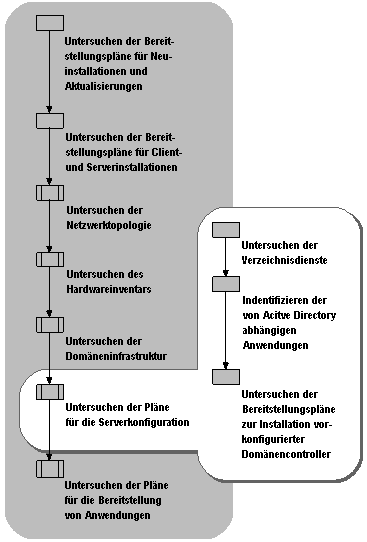 Untersuchen der Bereit-
stellungspläne für Neu-
installationen und
Aktualisierungen
Untersuchen der Bereit-
stellungspläne für Client-
und Serverinstallationen
Untersuchen der
Netzwerktopologie
Untersuchen des
Hardwareinventars
Untersuchen der
Domäneninfrastruktur
Untersuchen der Pläne
für die Serverkonfiguration
Untersuchen der Pläne
für die Bereitstellung
von Anwendungen
Untersuchen der
Verzeichnisdienste
Indentifizieren der
von Acitve Directory
abhängigen
Anwendungen
Untersuchen der
Bereitstellungspläne
zur Installation vor-
konfigurierter
Domänencontroller